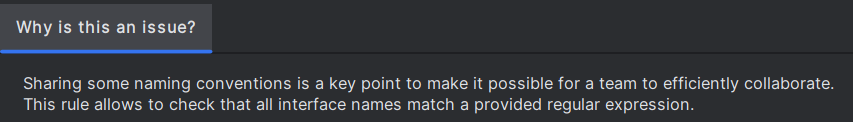 Why is this an issue?
Sharing some naming conventions is a key point to make it possible for a team to efficiently collaborate.
This rule allows to check that all interface names match a provided regular expression.